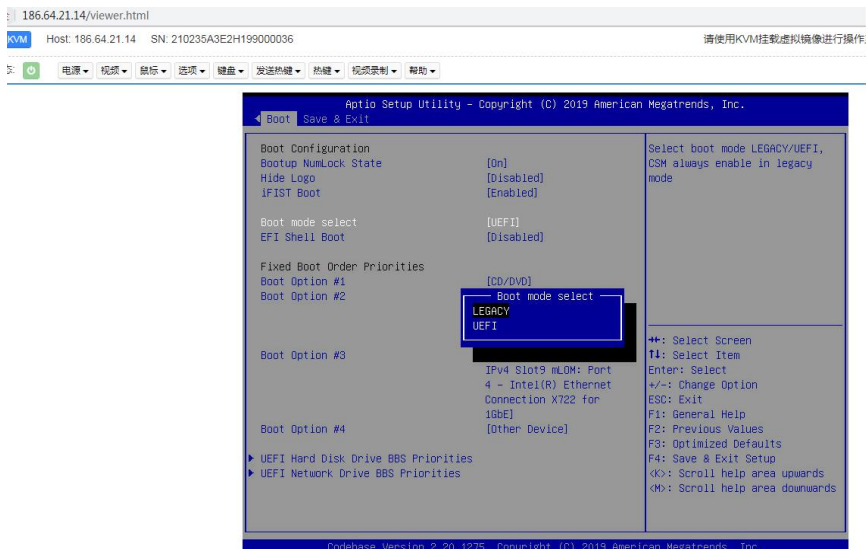 186.64.21.14/viewer.html
KVM Host: 186.64.21.14 SN: 210235A3E2H199000036 请使用KVM挂载虚拟镜像进行操作
电源 视频 鼠标 选项 键盘 发送热键 热键 视频录制 帮助
Aptio Setup Utility – Copyright (C) 2019 American Megatrends, Inc.
Boot Save & Exit
Boot Configuration
Bootup NumLock State [On]
Hide Logo [Disabled]
iFIST Boot [Enabled]
Boot mode select [UEFI]
EFI Shell Boot [Disabled]
Fixed Boot Order Priorities
Boot Option #1 [CD/DVD]
Boot Option #2
Boot mode select
LEGACY
UEFI
Boot Option #3
IPv4 Slot9 mLOM: Port
4 – Intel(R) Ethernet
Connection X722 for
1GbE]
Boot Option #4 [Other Device]
UEFI Hard Disk Drive BBS Priorities
UEFI Network Drive BBS Priorities
Select boot mode LEGACY/UEFI,
CSM always enable in legacy
mode
→←: Select Screen
↑↓: Select Item
Enter: Select
+/-: Change Option
ESC: Exit
F1: General Help
F2: Previous Values
F3: Optimized Defaults
F4: Save & Exit Setup
<K>: Scroll help area upwards
<M>: Scroll help area downwards
Codebase Version 2.20.1275. Copyright (C) 2019 American Megatrends, Inc.